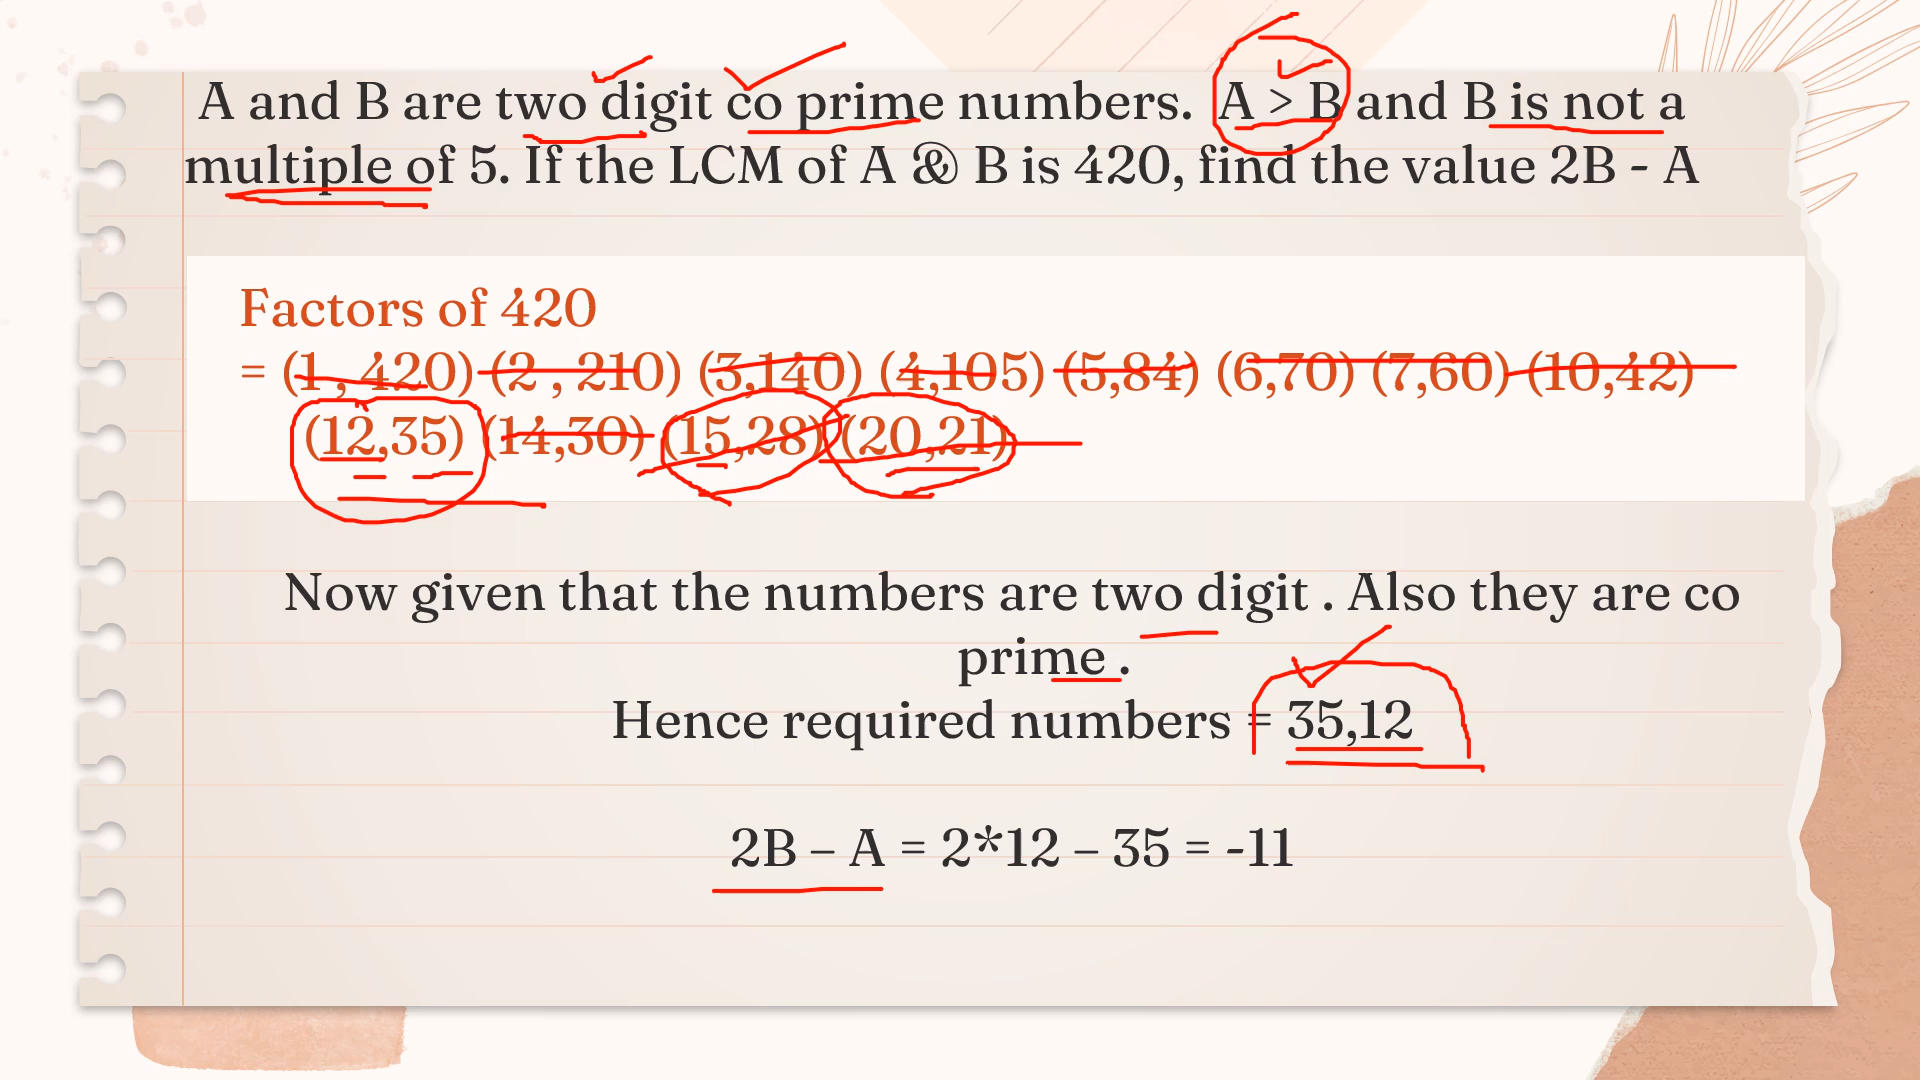 A and B are two digit co prime numbers. A > B and B is not a
multiple of 5. If the LCM of A & B is 420, find the value 2B - A
Factors of 420
= (1 , 420) (2 , 210) (3,140) (4,105) (5,84) (6,70) (7,60) (10,42)
(12,35) (14,30) (15,28) (20,21)
Now given that the numbers are two digit . Also they are co
prime .
Hence required numbers = 35,12
2B – A = 2*12 – 35 = -11